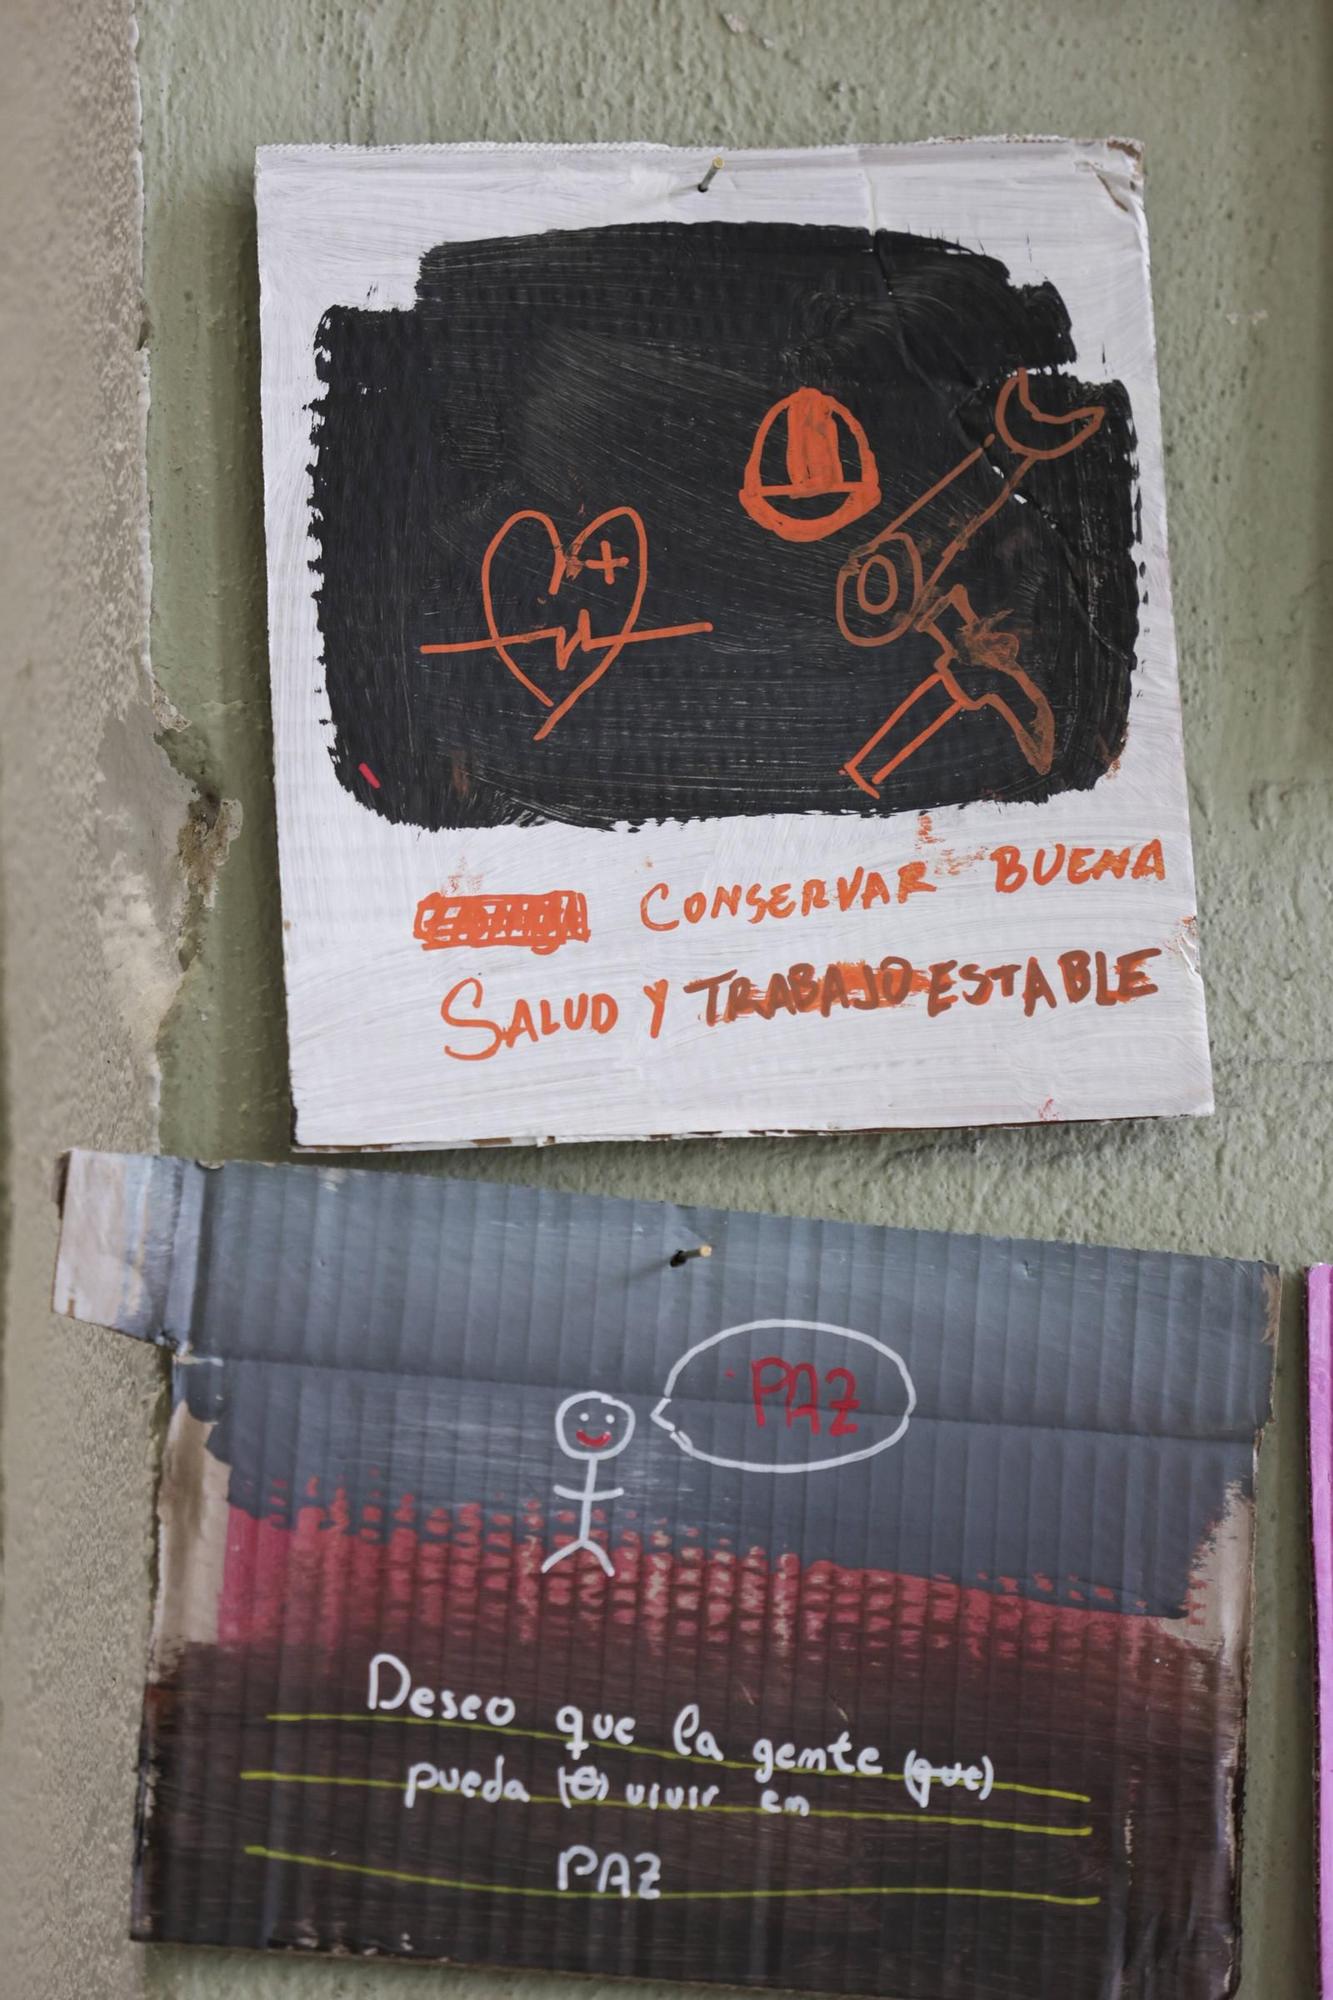 CONSERVAR BUENA
SALUD Y TRABAJO ESTABLE
PAZ
Deseo que la gente (que)
pueda (e) vivir en
PAZ